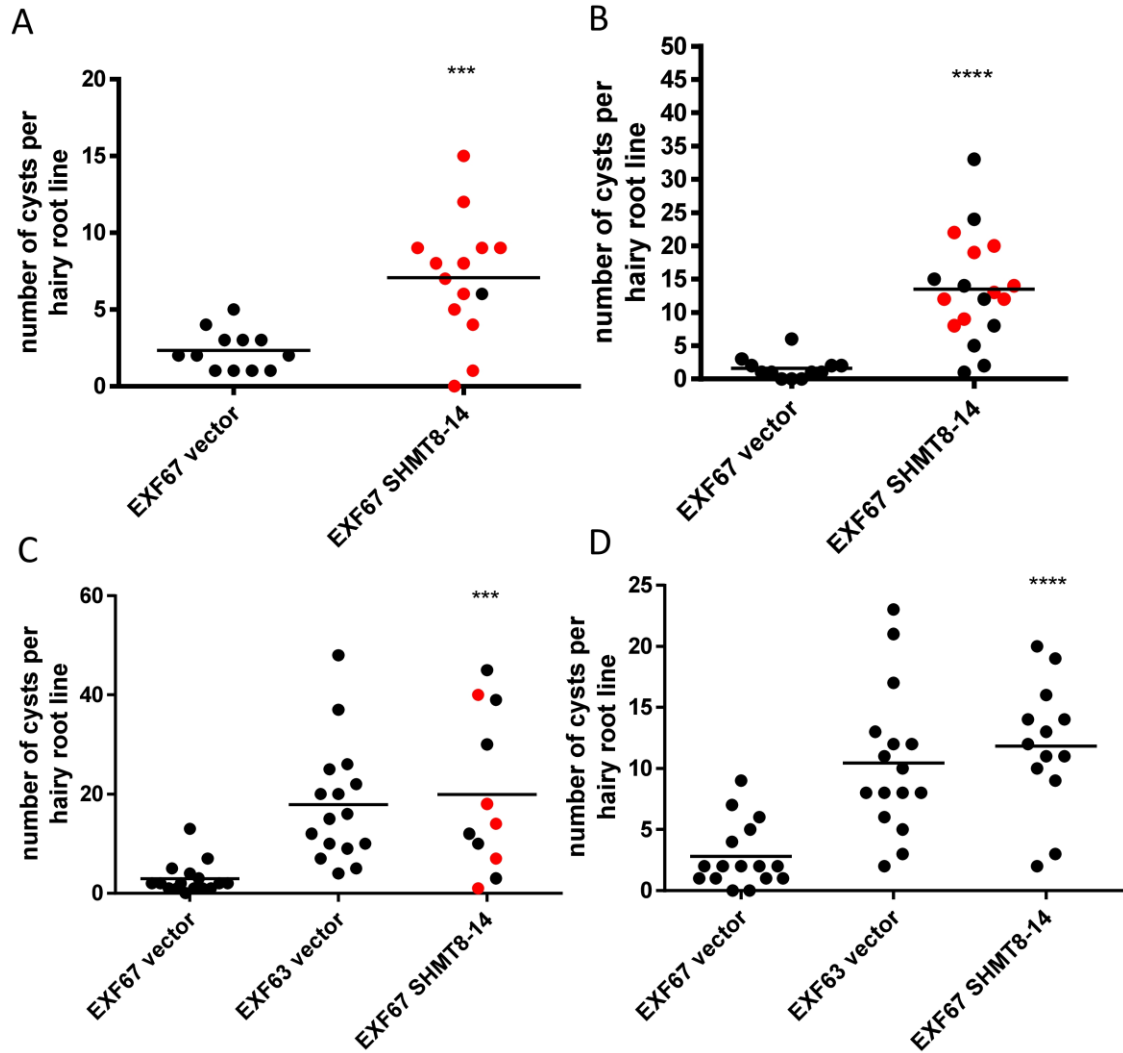 A
number of cysts per
hairy root line
20
15
10
5
0
***
EXF67 vector
EXF67 SHMT8-14
B
number of cysts per
hairy root line
50
45
40
35
30
25
20
15
10
5
0
****
EXF67 vector
EXF67 SHMT8-14
C
number of cysts per
hairy root line
60
40
20
0
***
EXF67 vector
EXF63 vector
EXF67 SHMT8-14
D
number of cysts per
hairy root line
25
20
15
10
5
0
****
EXF67 vector
EXF63 vector
EXF67 SHMT8-14